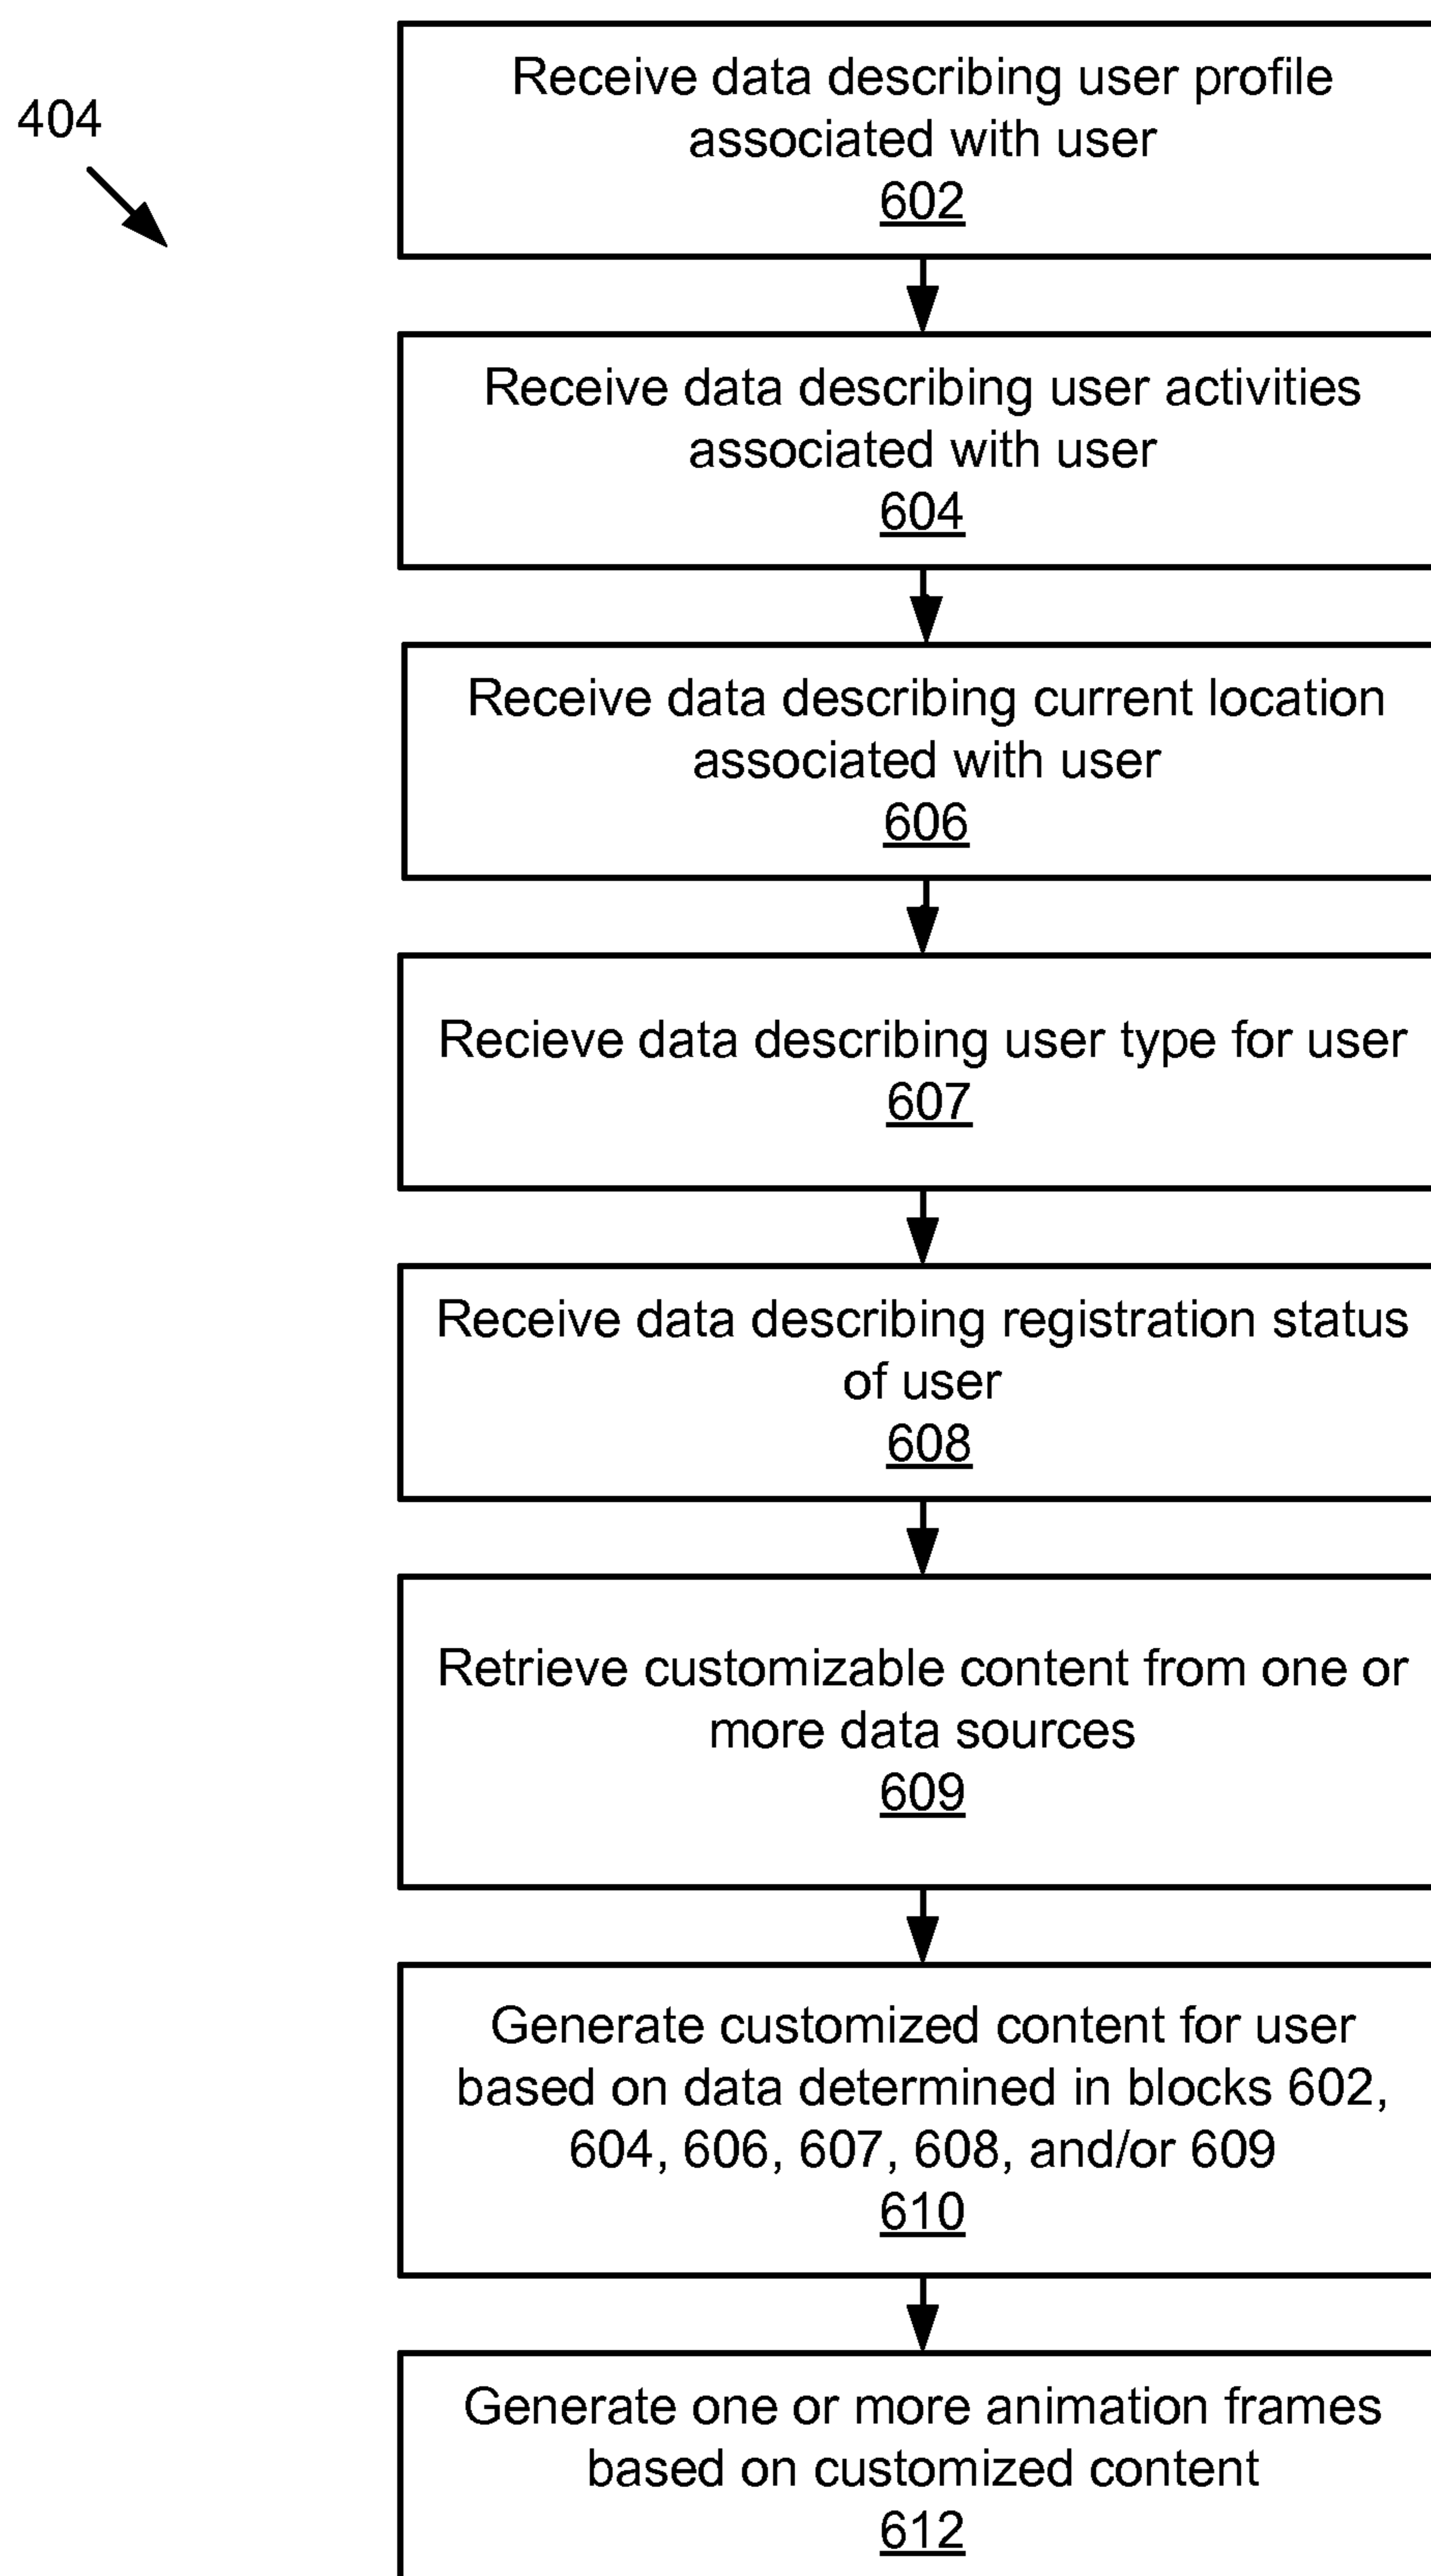 404
Receive data describing user profile
associated with user
602
Receive data describing user activities
associated with user
604
Receive data describing current location
associated with user
606
Recieve data describing user type for user
607
Receive data describing registration status
of user
608
Retrieve customizable content from one or
more data sources
609
Generate customized content for user
based on data determined in blocks 602,
604, 606, 607, 608, and/or 609
610
Generate one or more animation frames
based on customized content
612